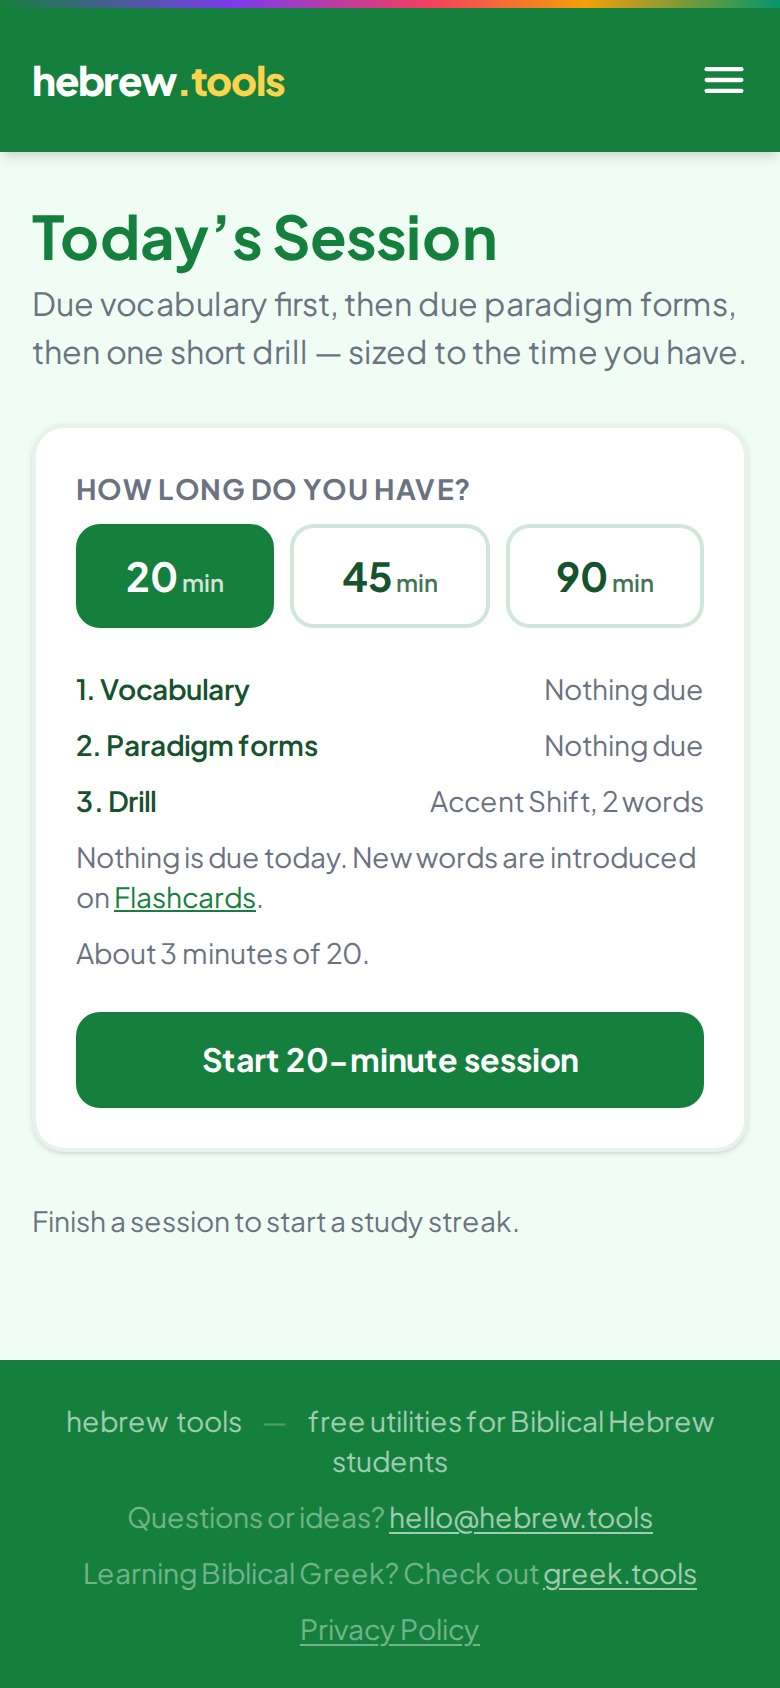 hebrew.tools
Today’s Session
Due vocabulary first, then due paradigm forms,
then one short drill — sized to the time you have.
HOW LONG DO YOU HAVE?
20 min 45 min 90 min
1. Vocabulary Nothing due
2. Paradigm forms Nothing due
3. Drill Accent Shift, 2 words
Nothing is due today. New words are introduced
on Flashcards.
About 3 minutes of 20.
Start 20-minute session
Finish a session to start a study streak.
hebrew tools — free utilities for Biblical Hebrew
students
Questions or ideas? hello@hebrew.tools
Learning Biblical Greek? Check out greek.tools
Privacy Policy